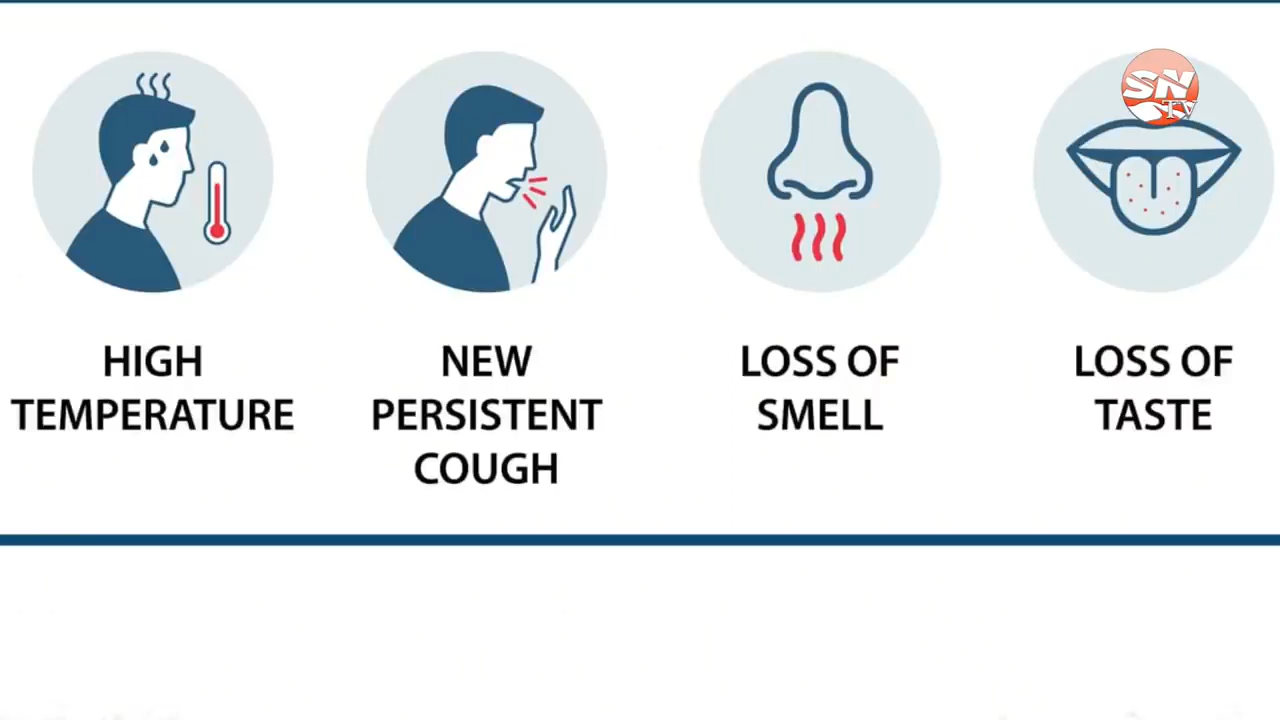 SN
TV
HIGH
TEMPERATURE
NEW
PERSISTENT
COUGH
LOSS OF
SMELL
LOSS OF
TASTE